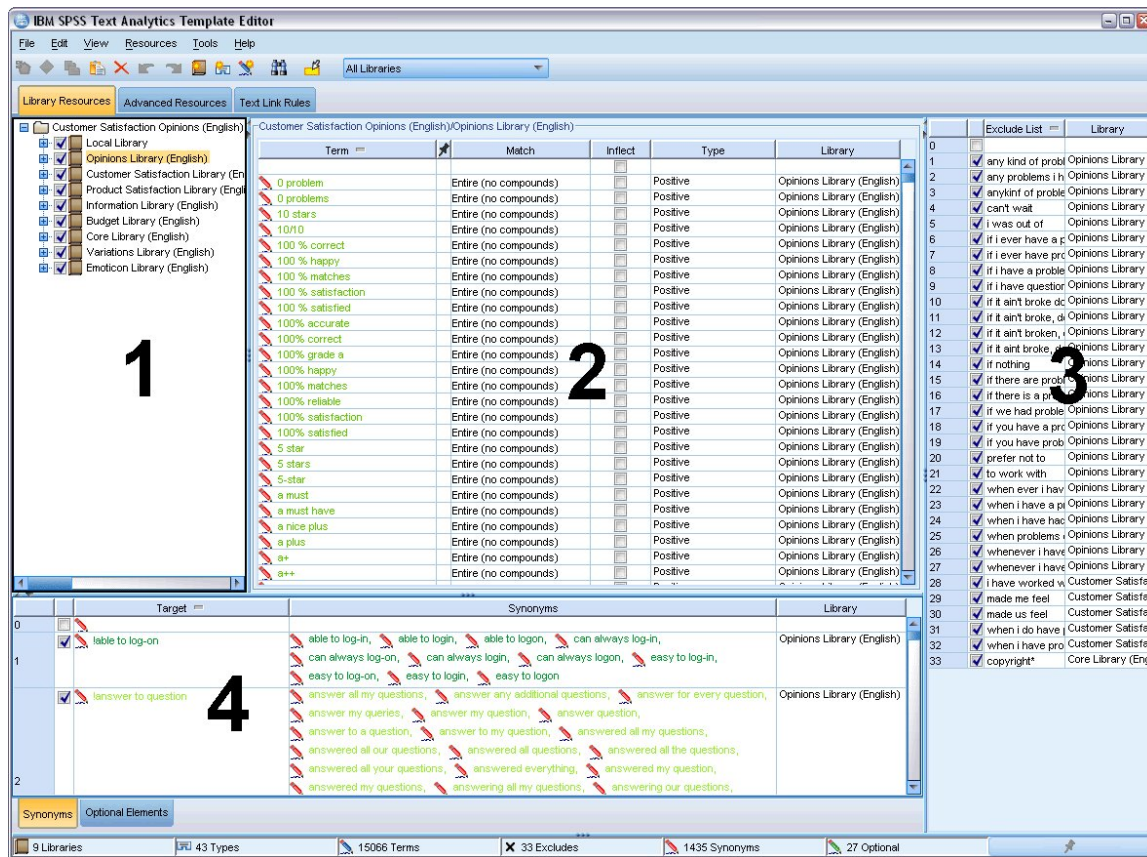 IBM SPSS Text Analytics Template Editor
File Edit View Resources Tools Help
All Libraries
Library Resources Advanced Resources Text Link Rules
Customer Satisfaction Opinions (English)
Local Library
Opinions Library (English)
Customer Satisfaction Library (En
Product Satisfaction Library (Engli
Information Library (English)
Budget Library (English)
Core Library (English)
Variations Library (English)
Emoticon Library (English)
1
Customer Satisfaction Opinions (English)/Opinions Library (English)
Term Match Inflect Type Library
0 problem Entire (no compounds) Positive Opinions Library (English)
0 problems Entire (no compounds) Positive Opinions Library (English)
10 stars Entire (no compounds) Positive Opinions Library (English)
10/10 Entire (no compounds) Positive Opinions Library (English)
100 % correct Entire (no compounds) Positive Opinions Library (English)
100 % happy Entire (no compounds) Positive Opinions Library (English)
100 % matches Entire (no compounds) Positive Opinions Library (English)
100 % satisfaction Entire (no compounds) Positive Opinions Library (English)
100 % satisfied Entire (no compounds) Positive Opinions Library (English)
100% accurate Entire (no compounds) Positive Opinions Library (English)
100% correct Entire (no compounds) Positive Opinions Library (English)
100% grade a Entire (no compounds) Positive Opinions Library (English)
100% happy Entire (no compounds) Positive Opinions Library (English)
100% matches Entire (no compounds) Positive Opinions Library (English)
100% reliable Entire (no compounds) Positive Opinions Library (English)
100% satisfaction Entire (no compounds) Positive Opinions Library (English)
100% satisfied Entire (no compounds) Positive Opinions Library (English)
5 star Entire (no compounds) Positive Opinions Library (English)
5 stars Entire (no compounds) Positive Opinions Library (English)
5-star Entire (no compounds) Positive Opinions Library (English)
a must Entire (no compounds) Positive Opinions Library (English)
a must have Entire (no compounds) Positive Opinions Library (English)
a nice plus Entire (no compounds) Positive Opinions Library (English)
a plus Entire (no compounds) Positive Opinions Library (English)
a+ Entire (no compounds) Positive Opinions Library (English)
a++ Entire (no compounds) Positive Opinions Library (English)
2
Exclude List Library
0
1 any kind of probl Opinions Library
2 any problems i h Opinions Library
3 anykinf of proble Opinions Library
4 can't wait Opinions Library
5 i was out of Opinions Library
6 if i ever have a p Opinions Library
7 if i ever have pro Opinions Library
8 if i have a proble Opinions Library
9 if i have question Opinions Library
10 if it ain't broke do Opinions Library
11 if it ain't broke, d Opinions Library
12 if it ain't broken, Opinions Library
13 if it aint broke, Opinions Library
14 if nothing Opinions Library
15 if there are prob Opinions Library
16 if there is a Opinions Library
17 if we had proble Opinions Library
18 if you have a pro Opinions Library
19 if you have prob Opinions Library
20 prefer not to Opinions Library
21 to work with Opinions Library
22 when ever i hav Opinions Library
23 when i have a p Opinions Library
24 when i have had Opinions Library
25 when problems Opinions Library
26 whenever i have Opinions Library
27 whenever i have Opinions Library
28 i have worked w Customer Satisfa
29 made me feel Customer Satisfa
30 made us feel Customer Satisfa
31 when i do have Customer Satisfa
32 when i have pro Customer Satisfa
33 copyright* Core Library (Eng
3
Target Synonyms Library
0
1 !able to log-on able to log-in, able to login, able to logon, can always log-in, Opinions Library (English)
can always log-on, can always login, can always logon, easy to log-in,
easy to log-on, easy to login, easy to logon
2 !answer to question answer all my questions, answer any additional questions, answer for every question, Opinions Library (English)
answer my queries, answer my question, answer question,
answer to a question, answer to my question, answered all my questions,
answered all our questions, answered all questions, answered all the questions,
answered all your questions, answered everything, answered my question,
answered my questions, answering all my questions, answering our questions,
4
Synonyms Optional Elements
9 Libraries 43 Types 15066 Terms 33 Excludes 1435 Synonyms 27 Optional